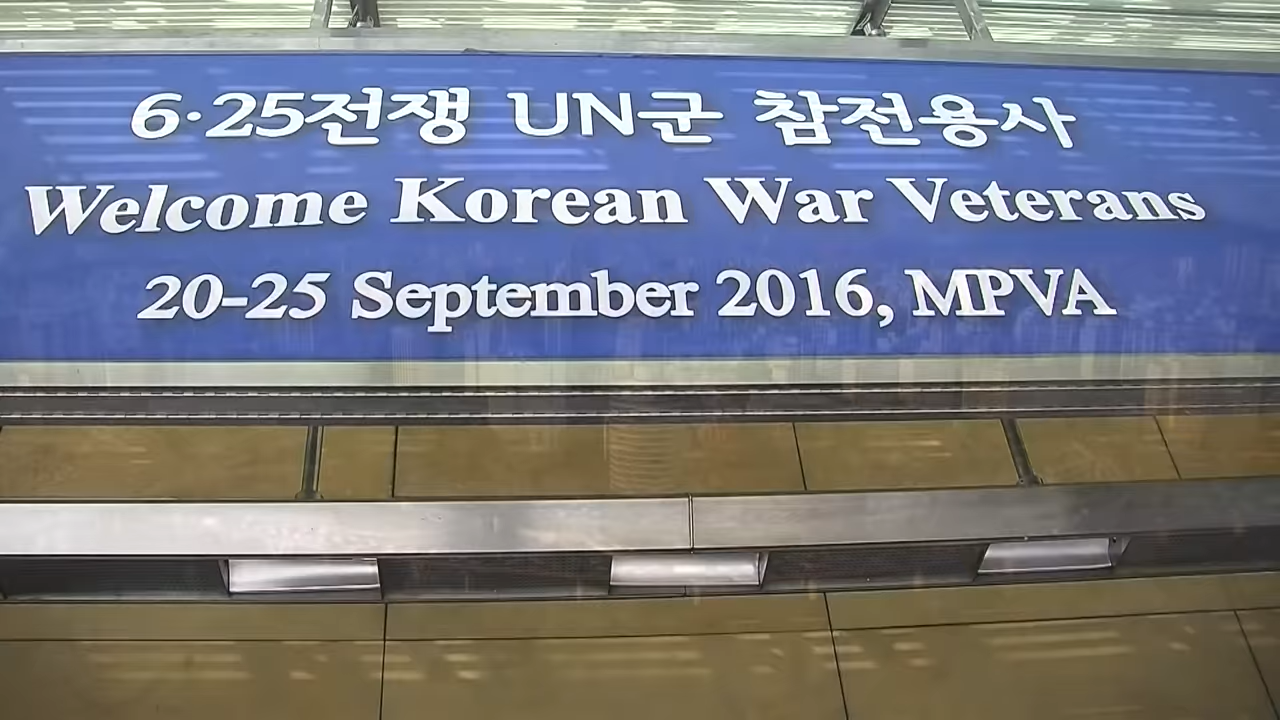 6·25전쟁 UN군 참전용사
Welcome Korean War Veterans
20-25 September 2016, MPVA